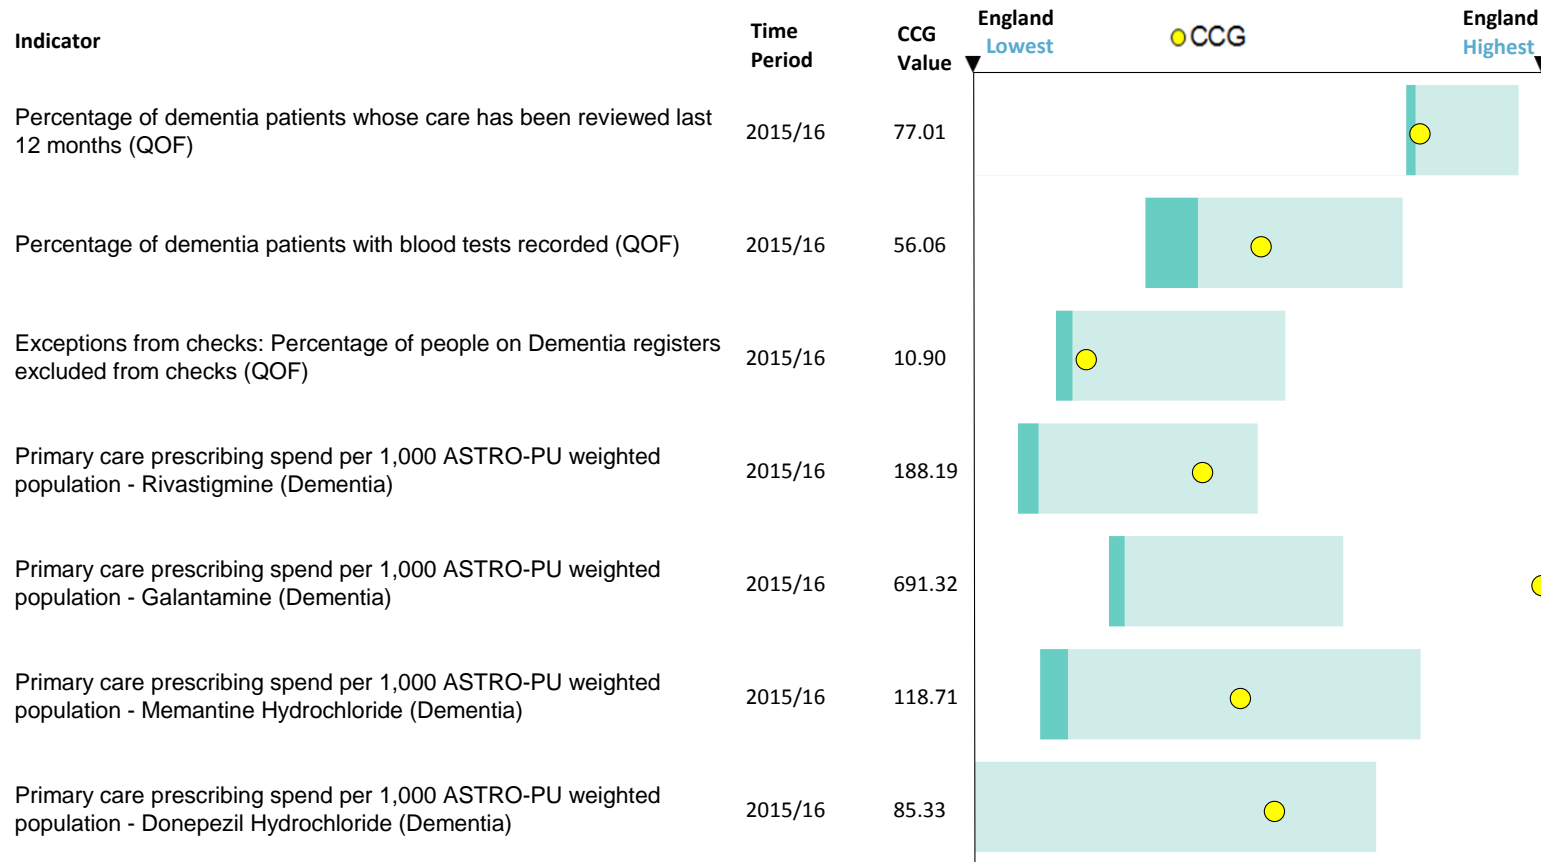 Indicator
Time
Period
CCG
Value
England
Lowest
CCG
England
Highest
Percentage of dementia patients whose care has been reviewed last
12 months (QOF)
2015/16
77.01
Percentage of dementia patients with blood tests recorded (QOF)
2015/16
56.06
Exceptions from checks: Percentage of people on Dementia registers
excluded from checks (QOF)
2015/16
10.90
Primary care prescribing spend per 1,000 ASTRO-PU weighted
population - Rivastigmine (Dementia)
2015/16
188.19
Primary care prescribing spend per 1,000 ASTRO-PU weighted
population - Galantamine (Dementia)
2015/16
691.32
Primary care prescribing spend per 1,000 ASTRO-PU weighted
population - Memantine Hydrochloride (Dementia)
2015/16
118.71
Primary care prescribing spend per 1,000 ASTRO-PU weighted
population - Donepezil Hydrochloride (Dementia)
2015/16
85.33